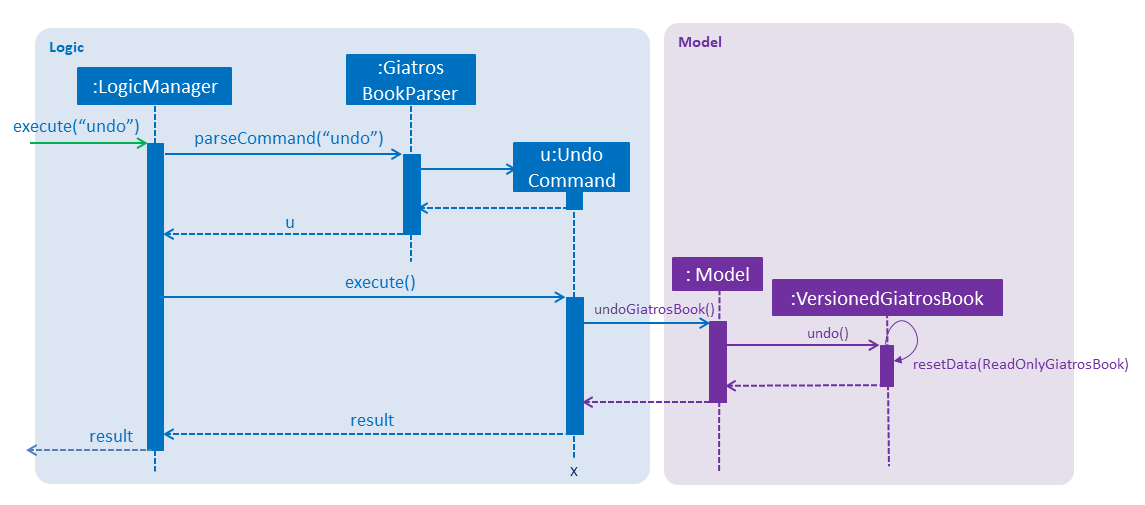 Logic
Model
:Giatros
BookParser
:LogicManager
execute(“undo”)
parseCommand(“undo”)
u:Undo
Command
u
: Model
execute()
:VersionedGiatrosBook
undoGiatrosBook()
undo()
resetData(ReadOnlyGiatrosBook)
result
result
x